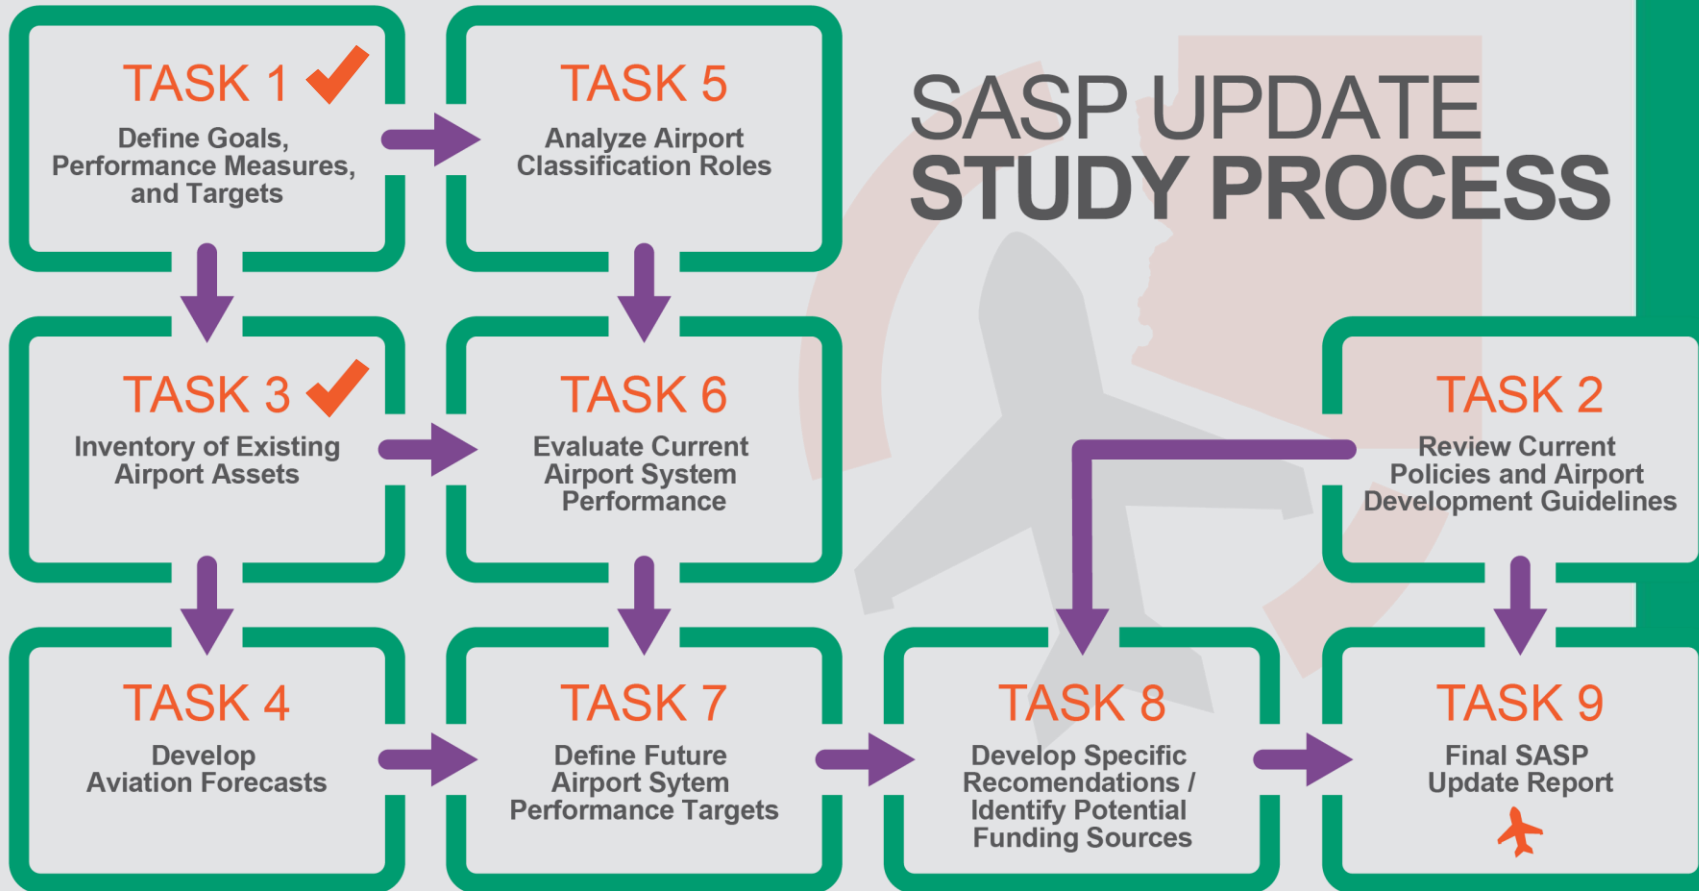 SASP UPDATE
STUDY PROCESS
TASK 1
Define Goals,
Performance Measures,
and Targets
TASK 5
Analyze Airport
Classification Roles
TASK 3
Inventory of Existing
Airport Assets
TASK 6
Evaluate Current
Airport System
Performance
TASK 2
Review Current
Policies and Airport
Development Guidelines
TASK 4
Develop
Aviation Forecasts
TASK 7
Define Future
Airport Sytem
Performance Targets
TASK 8
Develop Specific
Recomendations /
Identify Potential
Funding Sources
TASK 9
Final SASP
Update Report